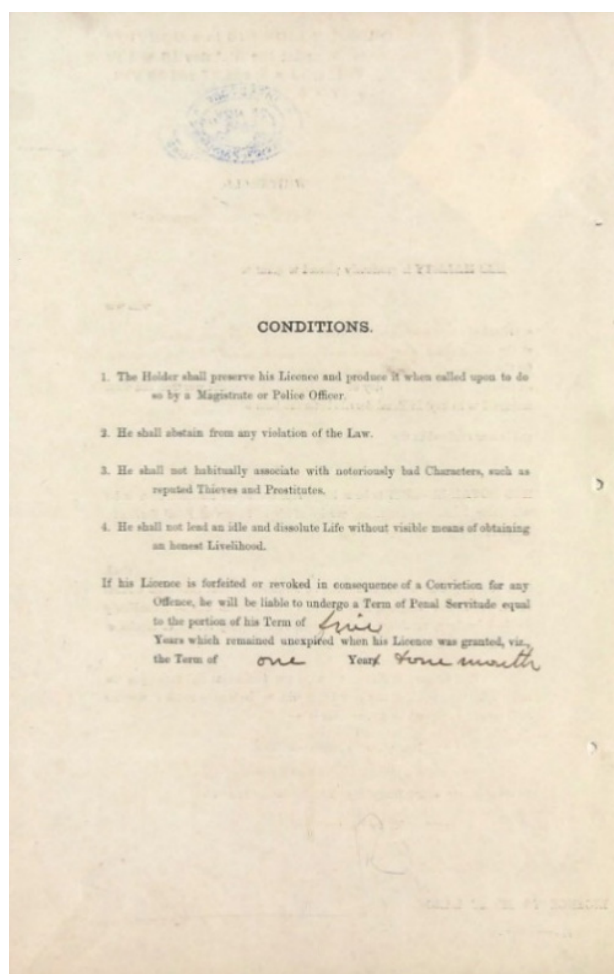 CONDITIONS.
1. The Holder shall preserve his Licence and produce it when called upon to do
so by a Magistrate or Police Officer.
2. He shall abstain from any violation of the Law.
3. He shall not habitually associate with notoriously bad Characters, such as
reputed Thieves and Prostitutes.
4. He shall not lead an idle and dissolute Life without visible means of obtaining
an honest Livelihood.
If his Licence is forfeited or revoked in consequence of a Conviction for any
Offence, he will be liable to undergo a Term of Penal Servitude equal
to the portion of his Term of five
Years which remained unexpired when his Licence was granted, viz.,
the Term of one Year & one month